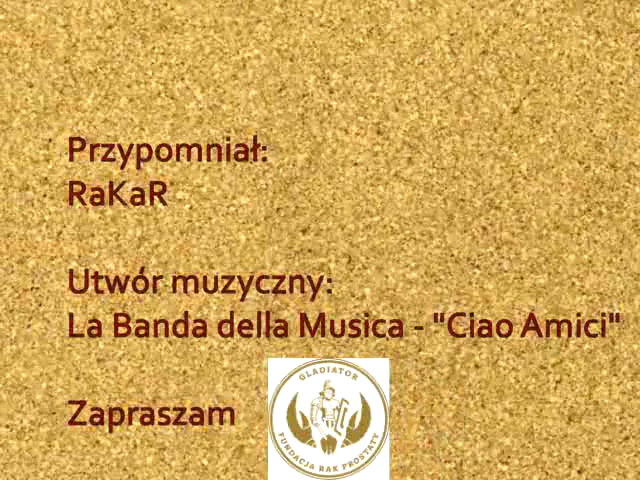 Przypomniał:
RaKaR
Utwór muzyczny:
La Banda della Musica - "Ciao Amici"
Zapraszam
GLADIATOR
FUNDACJA RAK PROSTATY